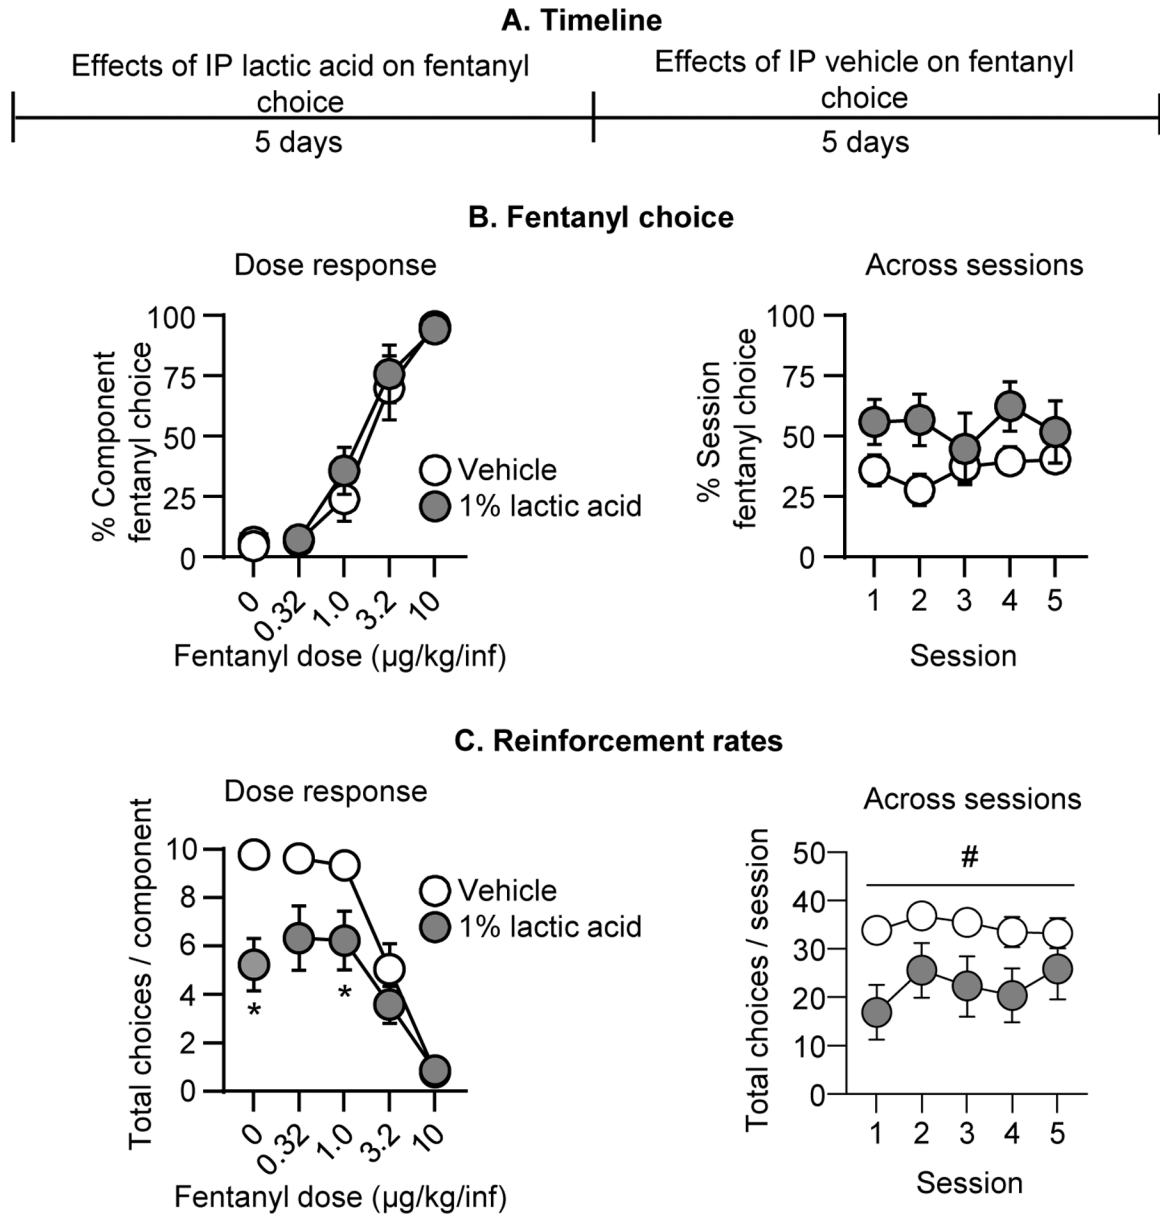 A. Timeline
Effects of IP lactic acid on fentanyl
choice
5 days
Effects of IP vehicle on fentanyl
choice
5 days
B. Fentanyl choice
Dose response
% Component
fentanyl choice
100
75
50
25
0
Vehicle
1% lactic acid
0
0.32
1.0
3.2
10
Fentanyl dose (µg/kg/inf)
Across sessions
% Session
fentanyl choice
100
75
50
25
0
1
2
3
4
5
Session
C. Reinforcement rates
Dose response
Total choices / component
10
8
6
4
2
0
Vehicle
1% lactic acid
*
*
0
0.32
1.0
3.2
10
Fentanyl dose (µg/kg/inf)
Across sessions
Total choices / session
50
40
30
20
10
0
#
1
2
3
4
5
Session